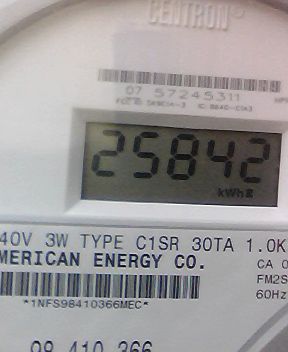 CENTRON®
07 57245311
25842
kWh
40V 3W TYPE C1SR 30TA 1.0K
MERICAN ENERGY CO.
CA 0
FM2S
60Hz
*1NFS98410366MEC*
98 410 366